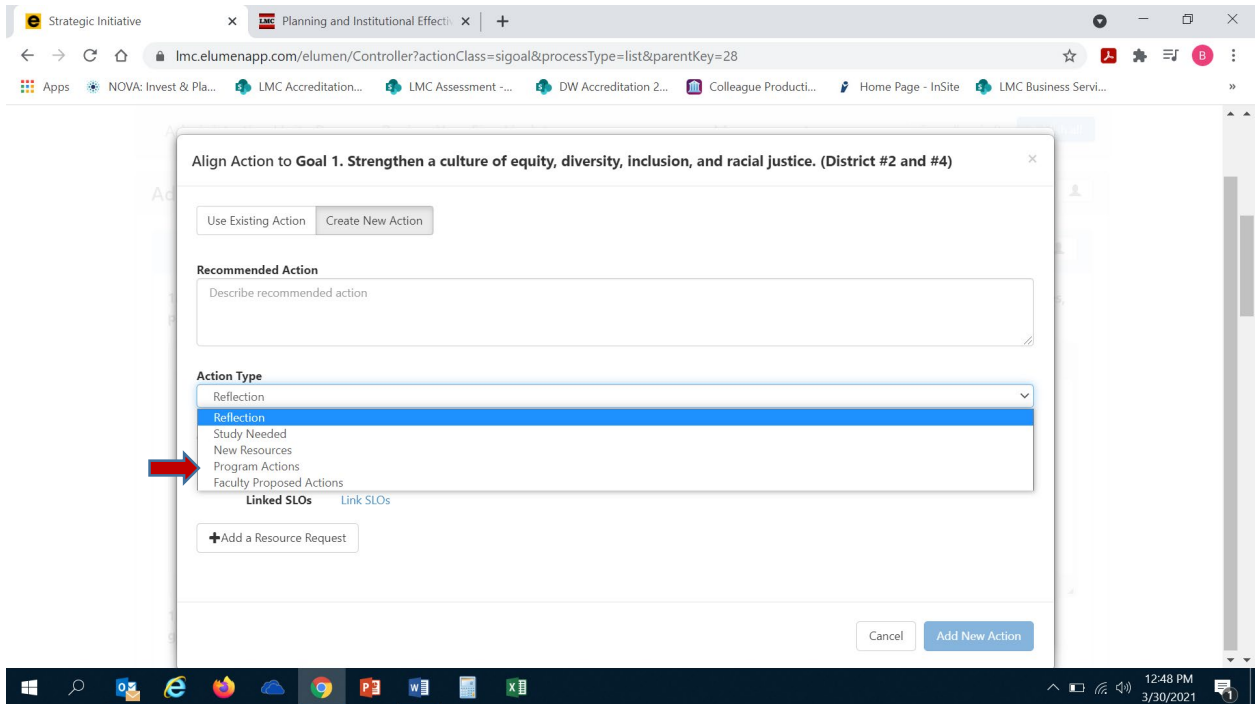 Strategic Initiative
LMC Planning and Institutional Effectiv
lmc.elumenapp.com/elumen/Controller?actionClass=sigoal&processType=list&parentKey=28
B
Apps NOVA: Invest & Pla... LMC Accreditation... LMC Assessment -... DW Accreditation 2... Colleague Producti... Home Page - InSite LMC Business Servi... »
Align Action to Goal 1. Strengthen a culture of equity, diversity, inclusion, and racial justice. (District #2 and #4)
Ad
Use Existing Action Create New Action
Recommended Action
Describe recommended action
Action Type
Reflection
Reflection
Study Needed
New Resources
Program Actions
Faculty Proposed Actions
Linked SLOs Link SLOs
+Add a Resource Request
Cancel Add New Action
12:48 PM
3/30/2021
1